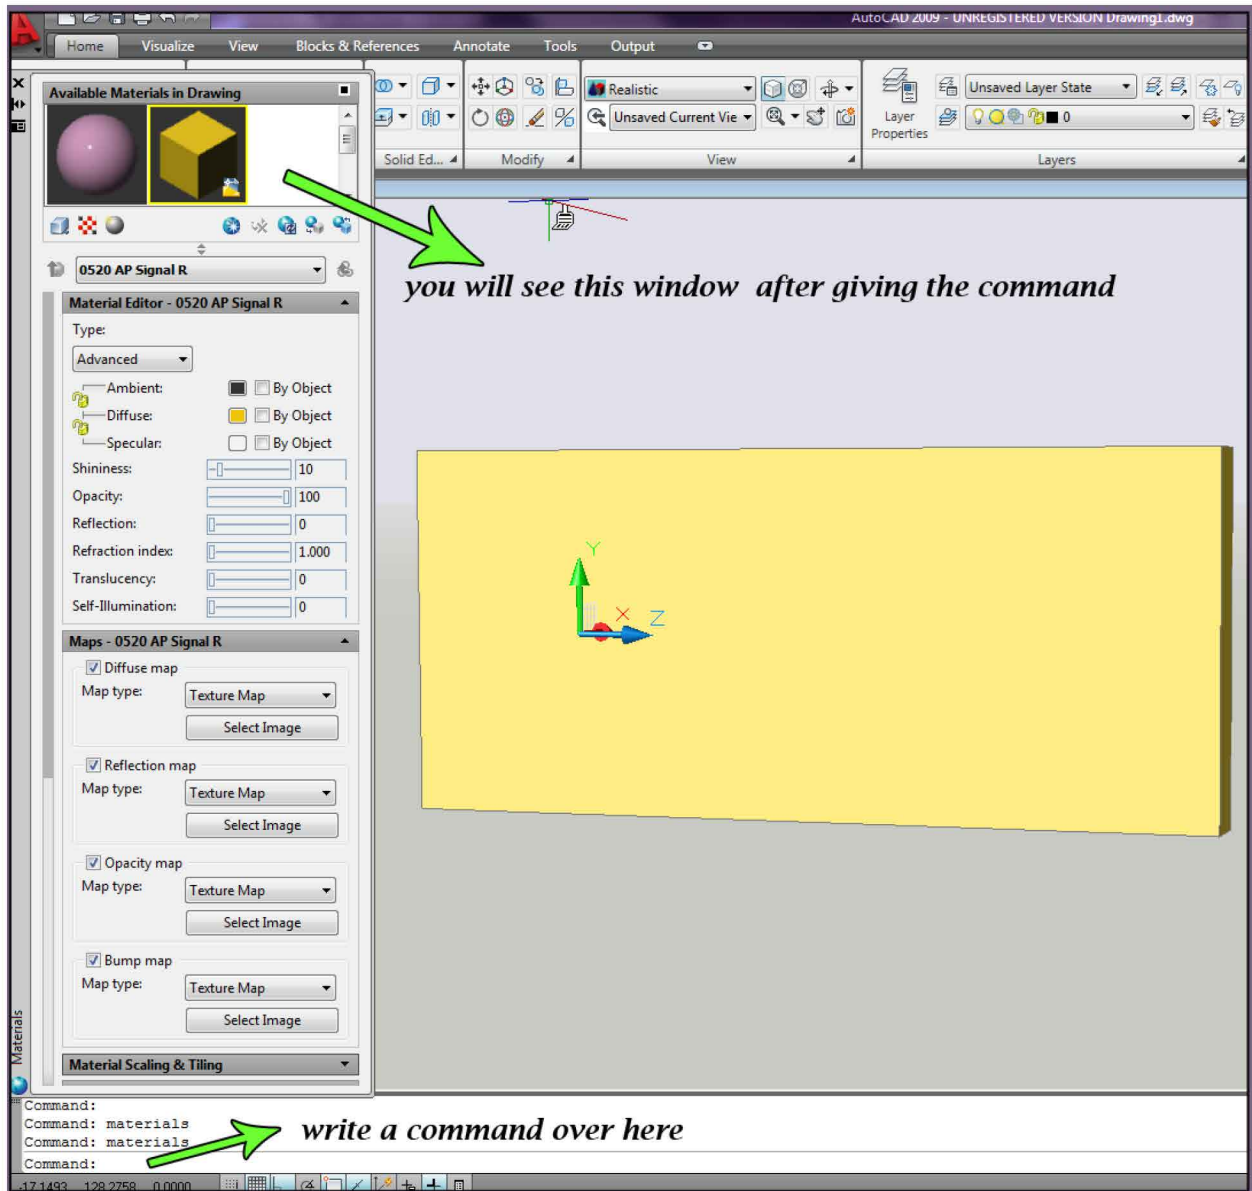 AutoCAD 2009 - UNREGISTERED VERSION Drawing1.dwg
Home Visualize View Blocks & References Annotate Tools Output
Available Materials in Drawing
Realistic
Unsaved Current Vie
Unsaved Layer State
0
Layer
Properties
Solid Ed... Modify View Layers
you will see this window after giving the command
0520 AP Signal R
Material Editor - 0520 AP Signal R
Type:
Advanced
Ambient: By Object
Diffuse: By Object
Specular: By Object
Shininess: 10
Opacity: 100
Reflection: 0
Refraction index: 1.000
Translucency: 0
Self-Illumination: 0
Y
X
Z
Maps - 0520 AP Signal R
Diffuse map
Map type: Texture Map
Select Image
Reflection map
Map type: Texture Map
Select Image
Opacity map
Map type: Texture Map
Select Image
Bump map
Map type: Texture Map
Select Image
Material Scaling & Tiling
Materials
Command:
Command: materials
Command: materials
write a command over here
Command:
-17.1493, 128.2758, 0.0000